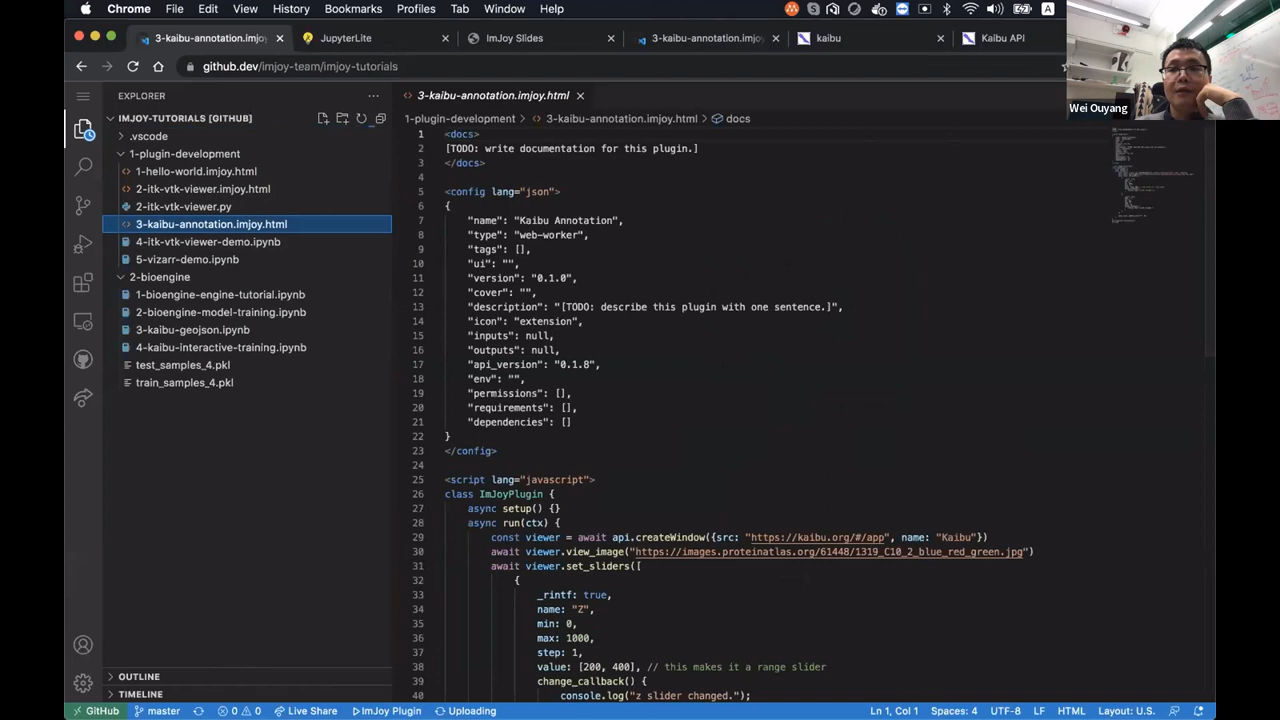 Chrome File Edit View History Bookmarks Profiles Tab Window Help A
3-kaibu-annotation.imjoy JupyterLite ImJoy Slides 3-kaibu-annotation.imjoy kaibu Kaibu API
github.dev/imjoy-team/imjoy-tutorials
Wei Ouyang
EXPLORER
IMJOY-TUTORIALS [GITHUB]
.vscode
1-plugin-development
1-hello-world.imjoy.html
2-itk-vtk-viewer.imjoy.html
2-itk-vtk-viewer.py
3-kaibu-annotation.imjoy.html
4-itk-vtk-viewer-demo.ipynb
5-vizarr-demo.ipynb
2-bioengine
1-bioengine-engine-tutorial.ipynb
2-bioengine-model-training.ipynb
3-kaibu-geojson.ipynb
4-kaibu-interactive-training.ipynb
test_samples_4.pkl
train_samples_4.pkl
OUTLINE
TIMELINE
3-kaibu-annotation.imjoy.html
-plugin-development > 3-kaibu-annotation.imjoy.html > docs
1 <docs>
2 [TODO: write documentation for this plugin.]
3 </docs>
4
5 <config lang="json">
6 {
7 "name": "Kaibu Annotation",
8 "type": "web-worker",
9 "tags": [],
10 "ui": "",
11 "version": "0.1.0",
12 "cover": "",
13 "description": "[TODO: describe this plugin with one sentence.]",
14 "icon": "extension",
15 "inputs": null,
16 "outputs": null,
17 "api_version": "0.1.8",
18 "env": "",
19 "permissions": [],
20 "requirements": [],
21 "dependencies": []
22 }
23 </config>
24
25 <script lang="javascript">
26 class ImJoyPlugin {
27 async setup() {}
28 async run(ctx) {
29 const viewer = await api.createWindow({src: "https://kaibu.org/#/app", name: "Kaibu"})
30 await viewer.view_image("https://images.proteinatlas.org/61448/1319_C10_2_blue_red_green.jpg")
31 await viewer.set_sliders([
32 {
33 _rintf: true,
34 name: "Z",
35 min: 0,
36 max: 1000,
37 step: 1,
38 value: [200, 400], // this makes it a range slider
39 change_callback() {
40 console.log("z slider changed.");
GitHub master 0 0 Live Share ImJoy Plugin Uploading Ln 1, Col 1 Spaces: 4 UTF-8 LF HTML Layout: U.S.